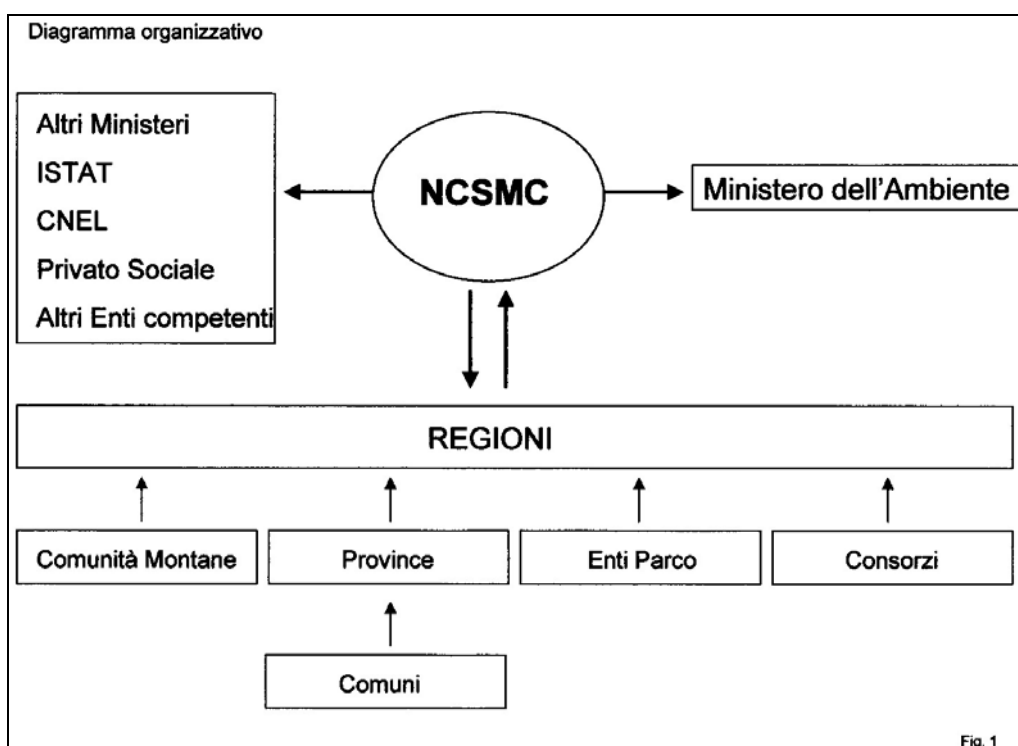 Diagramma organizzativo
Altri Ministeri
ISTAT
CNEL
Privato Sociale
Altri Enti competenti
NCSMC
Ministero dell'Ambiente
REGIONI
Comunità Montane
Province
Enti Parco
Consorzi
Comuni
Fig. 1